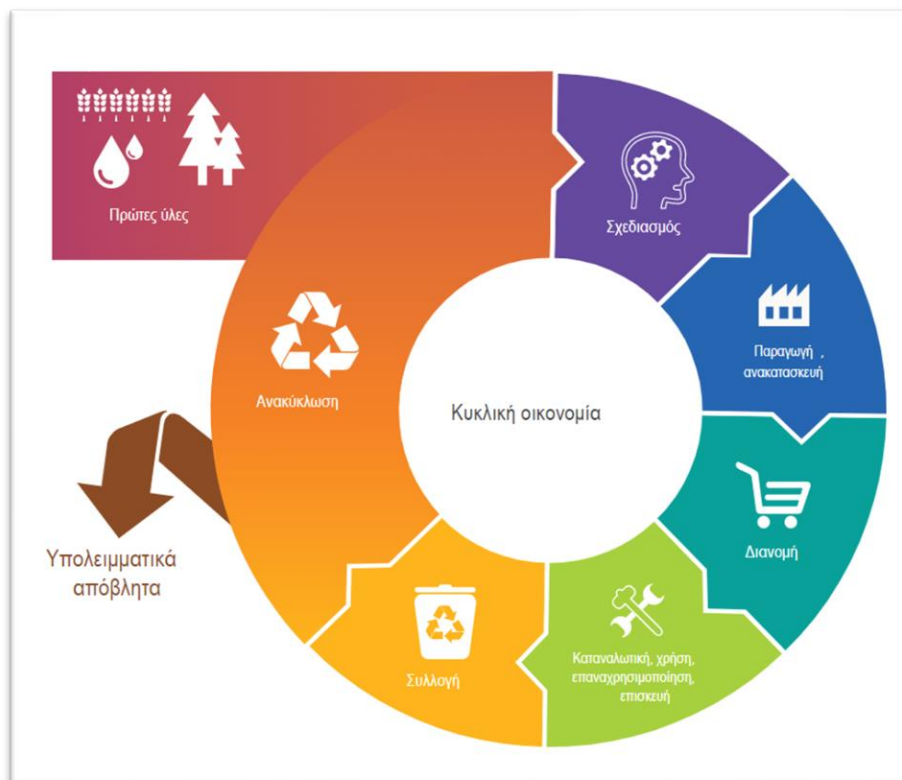 Πρώτες ύλες
Σχεδιασμός
Παραγωγή ,
ανακατασκευή
Ανακύκλωση
Κυκλική οικονομία
Διανομή
Υπολειμματικά
απόβλητα
Συλλογή
Καταναλωτική, χρήση,
επαναχρησιμοποίηση,
επισκευή